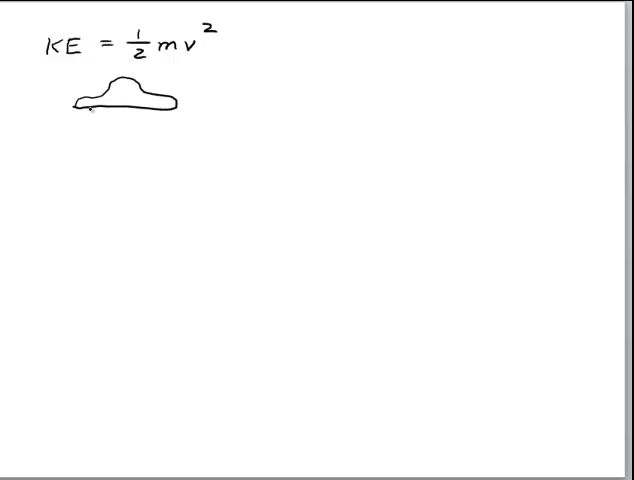 KE = 1/2 mv²